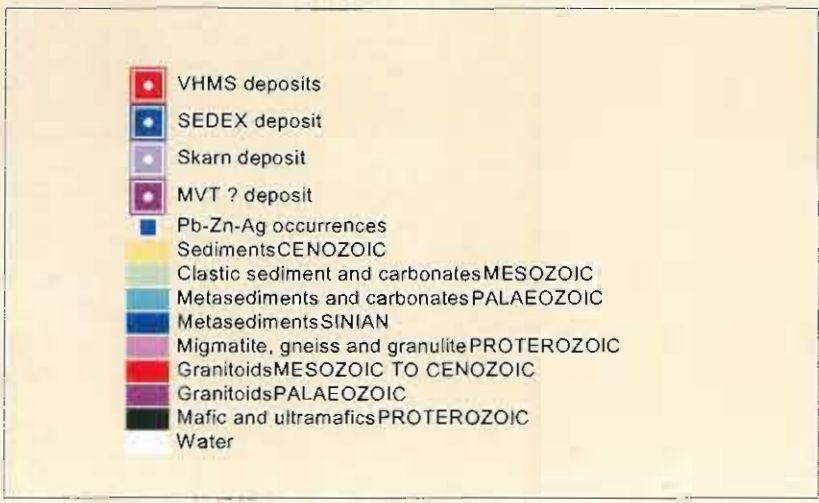 VHMS deposits
SEDEX deposit
Skarn deposit
MVT ? deposit
Pb-Zn-Ag occurrences
SedimentsCENOZOIC
Clastic sediment and carbonatesMESOZOIC
Metasediments and carbonatesPALAEOZOIC
MetasedimentsSINIAN
Migmatite, gneiss and granulitePROTEROZOIC
GranitoidsMESOZOIC TO CENOZOIC
GranitoidsPALAEOZOIC
Mafic and ultramaficsPROTEROZOIC
Water